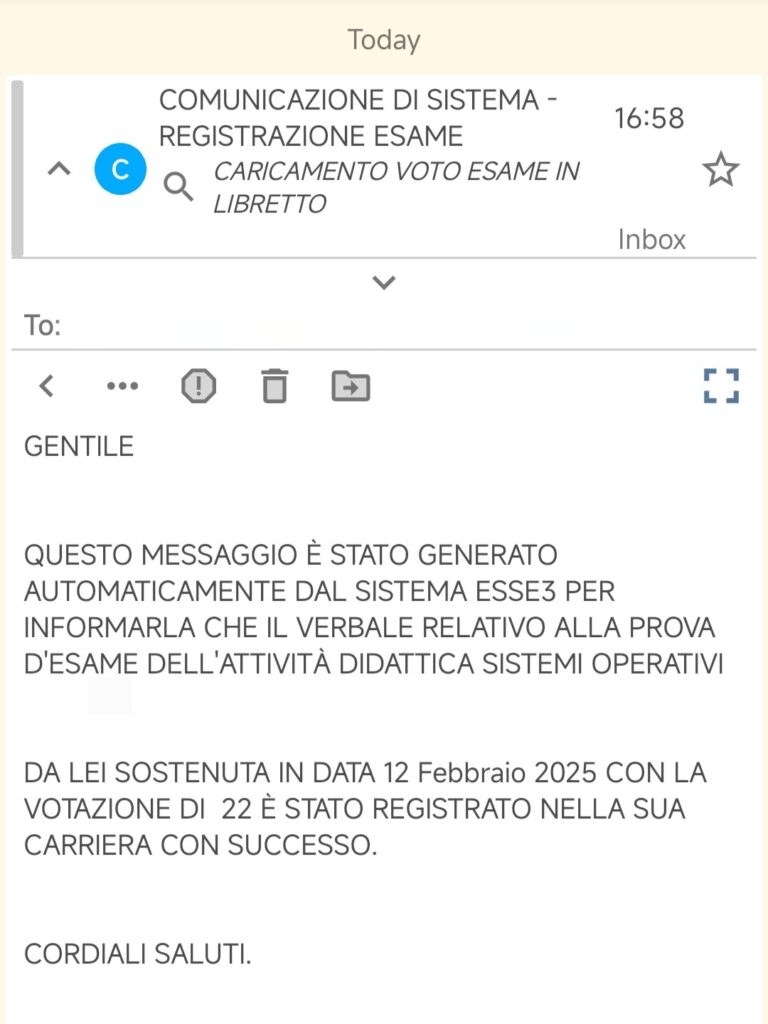 Today
COMUNICAZIONE DI SISTEMA -
REGISTRAZIONE ESAME
16:58
C
CARICAMENTO VOTO ESAME IN
LIBRETTO
Inbox
To:
GENTILE
QUESTO MESSAGGIO È STATO GENERATO
AUTOMATICAMENTE DAL SISTEMA ESSE3 PER
INFORMARLA CHE IL VERBALE RELATIVO ALLA PROVA
D'ESAME DELL'ATTIVITÀ DIDATTICA SISTEMI OPERATIVI
DA LEI SOSTENUTA IN DATA 12 Febbraio 2025 CON LA
VOTAZIONE DI  22 È STATO REGISTRATO NELLA SUA
CARRIERA CON SUCCESSO.
CORDIALI SALUTI.